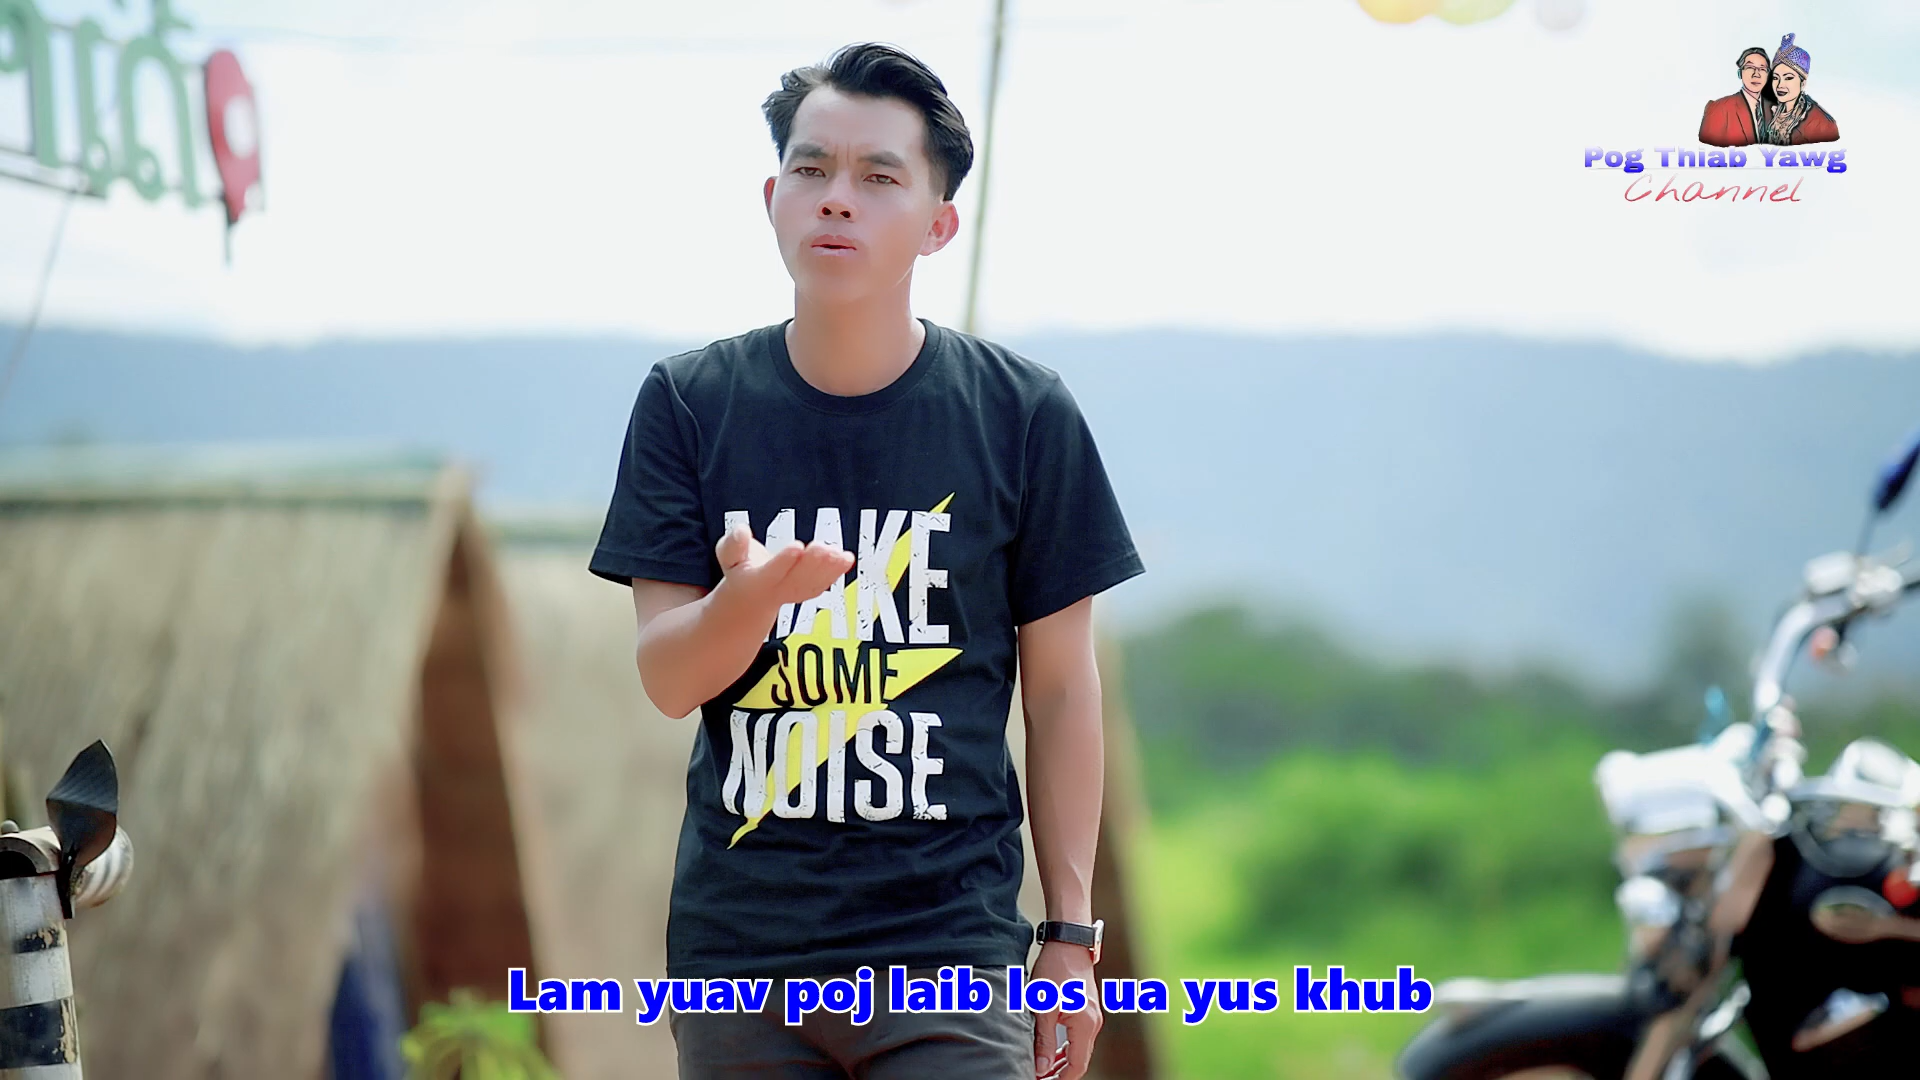 Pog Thiab Yawg
Channel
MAKE
SOME
NOISE
Lam yuav poj laib los ua yus khub